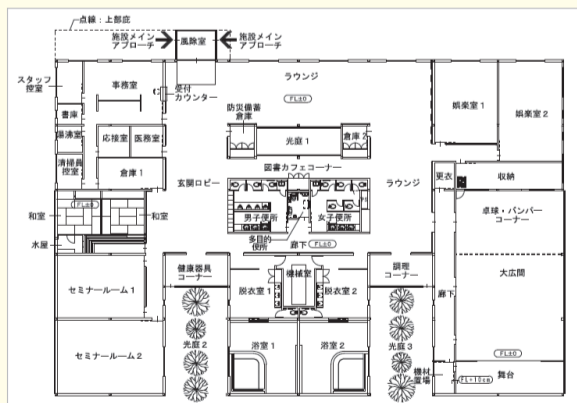 点線：上部庇
施設メイン
アプローチ
風除室
施設メイン
アプローチ
スタッフ
控室
事務室
受付
カウンター
ラウンジ
FL±0
娯楽室 1
娯楽室 2
書庫
湯沸室
応接室
医務室
防災備蓄
倉庫
光庭 1
倉庫 2
清掃員
控室
倉庫 1
図書カフェコーナー
玄関ロビー
ラウンジ
更衣
収納
FL±0
和室
和室
男子便所
女子便所
PS
卓球・バンパー
コーナー
水屋
多目的
便所
廊下
FL±0
健康器具
コーナー
機械室
調理
コーナー
セミナールーム 1
脱衣室 1
脱衣室 2
廊下
大広間
セミナールーム 2
光庭 2
浴室 1
浴室 2
光庭 3
FL±0
機材
置場
FL+10cm
舞台